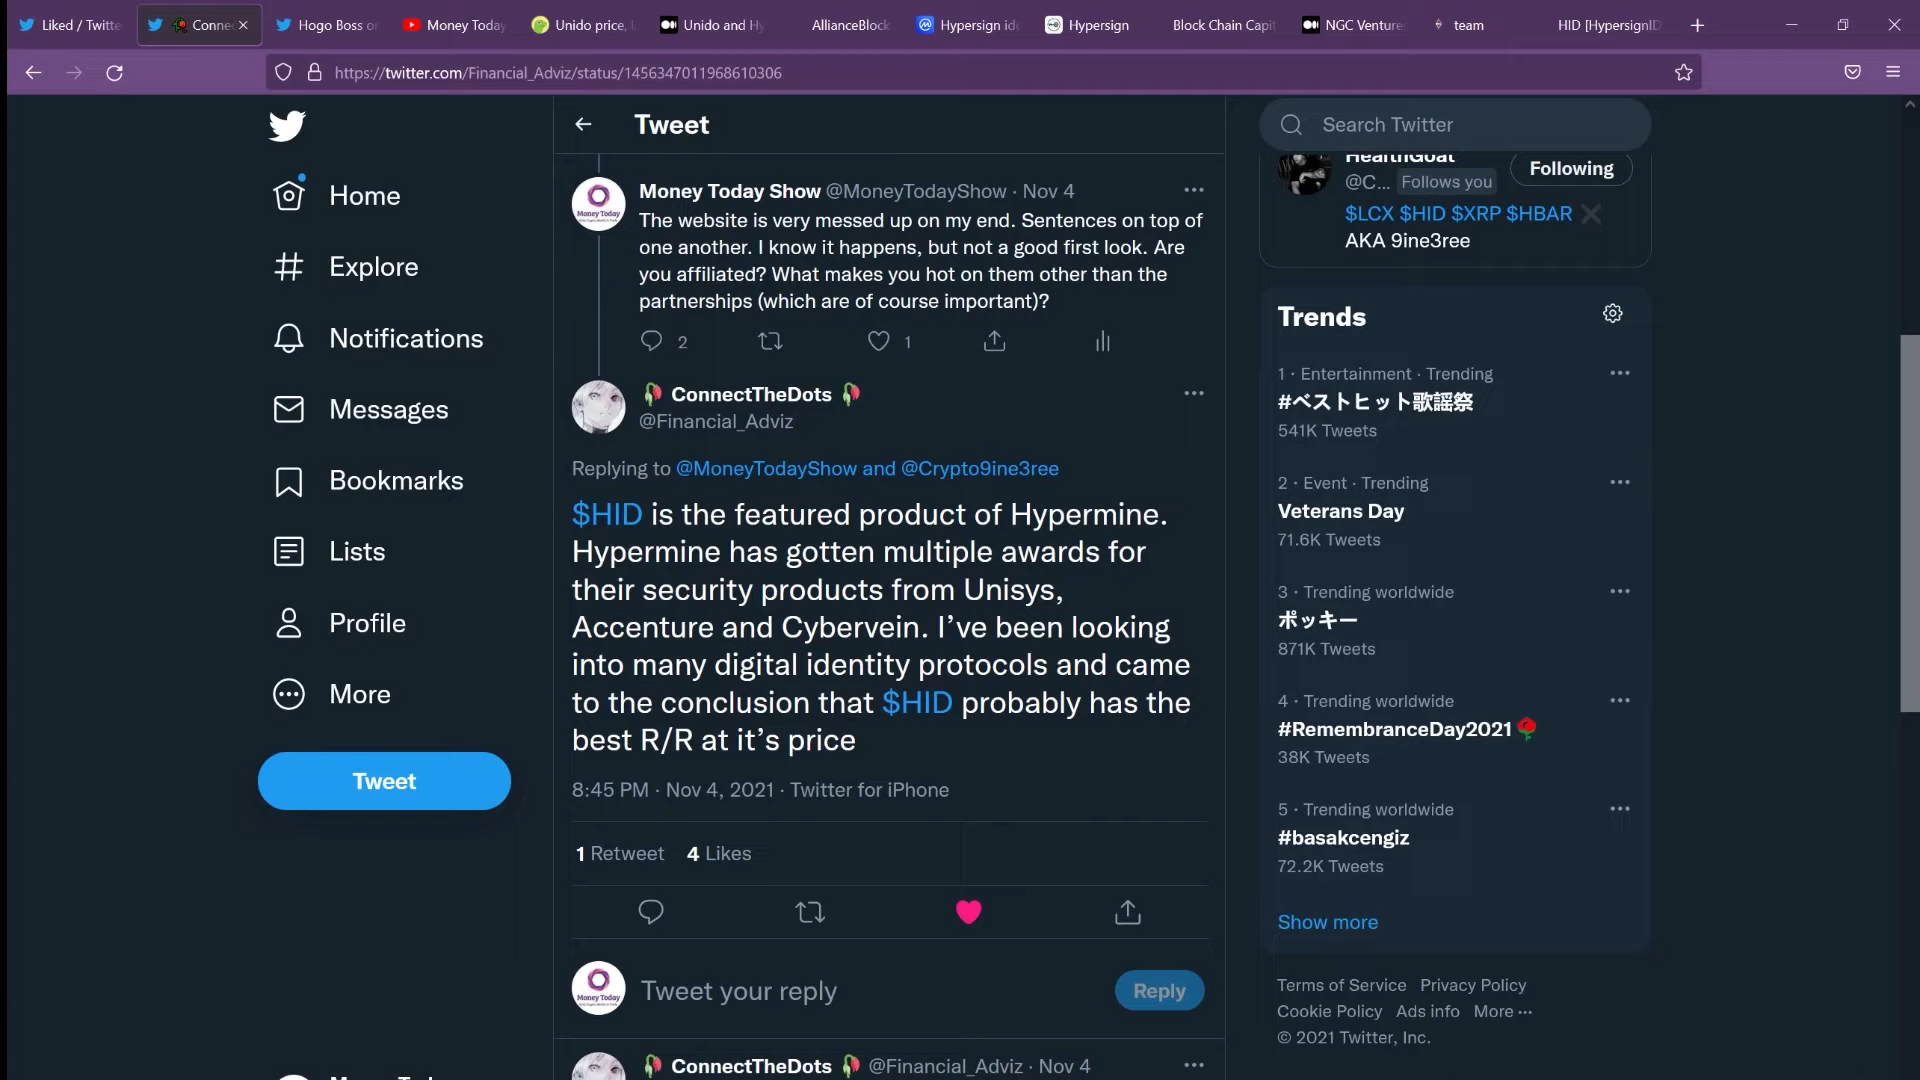 Liked / Twitte
Connec
Hogo Boss or
Money Today
Unido price,
Unido and Hy
AllianceBlock
Hypersign ide
Hypersign
Block Chain Capit
NGC Venture
team
HID [HypersignID
https://twitter.com/Financial_Adviz/status/1456347011968610306
Home
Explore
Notifications
Messages
Bookmarks
Lists
Profile
More
Tweet
Tweet
Money Today Show @MoneyTodayShow · Nov 4
The website is very messed up on my end. Sentences on top of
one another. I know it happens, but not a good first look. Are
you affiliated? What makes you hot on them other than the
partnerships (which are of course important)?
2
1
ConnectTheDots
@Financial_Adviz
Replying to @MoneyTodayShow and @Crypto9ine3ree
$HID is the featured product of Hypermine.
Hypermine has gotten multiple awards for
their security products from Unisys,
Accenture and Cybervein. I've been looking
into many digital identity protocols and came
to the conclusion that $HID probably has the
best R/R at it's price
8:45 PM · Nov 4, 2021 · Twitter for iPhone
1 Retweet 4 Likes
Money Today
Tweet your reply
Reply
ConnectTheDots @Financial_Adviz · Nov 4
Search Twitter
HealthGoat
@C... Follows you
Following
$LCX $HID $XRP $HBAR
AKA 9ine3ree
Trends
1 · Entertainment · Trending
#ベストヒット歌謡祭
541K Tweets
2 · Event · Trending
Veterans Day
71.6K Tweets
3 · Trending worldwide
ポッキー
871K Tweets
4 · Trending worldwide
#RemembranceDay2021
38K Tweets
5 · Trending worldwide
#basakcengiz
72.2K Tweets
Show more
Terms of Service Privacy Policy
Cookie Policy Ads info More ···
© 2021 Twitter, Inc.